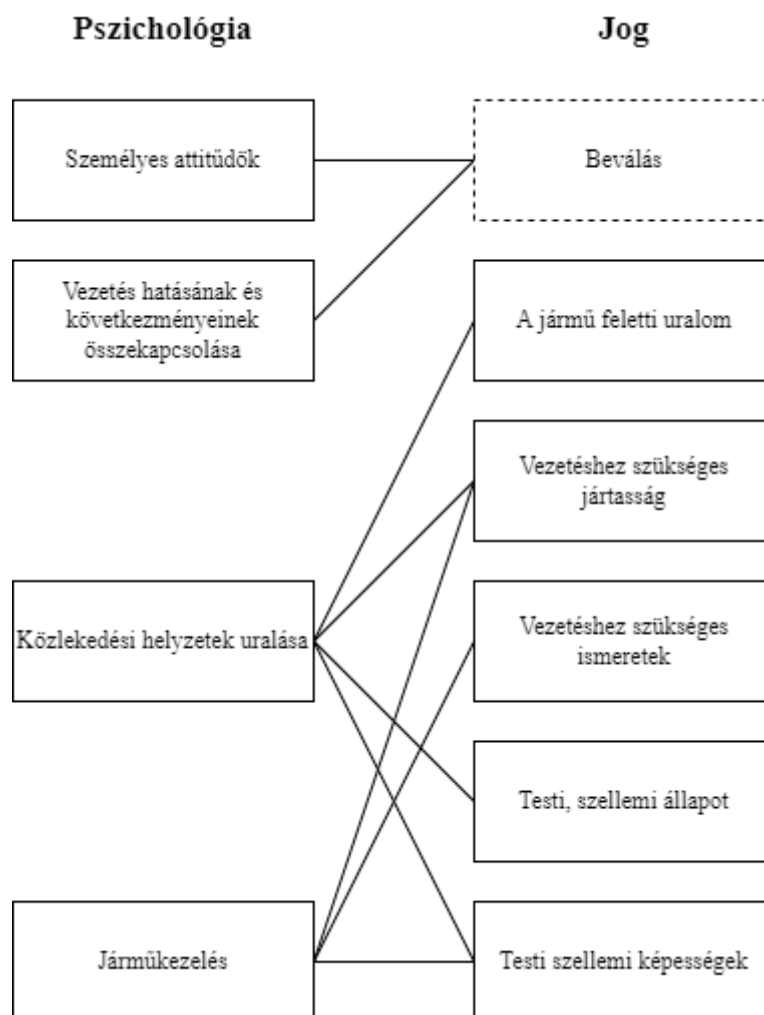 Pszichológia
Jog
Személyes attitűdök
Beválás
Vezetés hatásának és
következményeinek
összekapcsolása
A jármű feletti uralom
Vezetéshez szükséges
jártasság
Közlekedési helyzetek uralása
Vezetéshez szükséges
ismeretek
Testi, szellemi állapot
Járműkezelés
Testi szellemi képességek